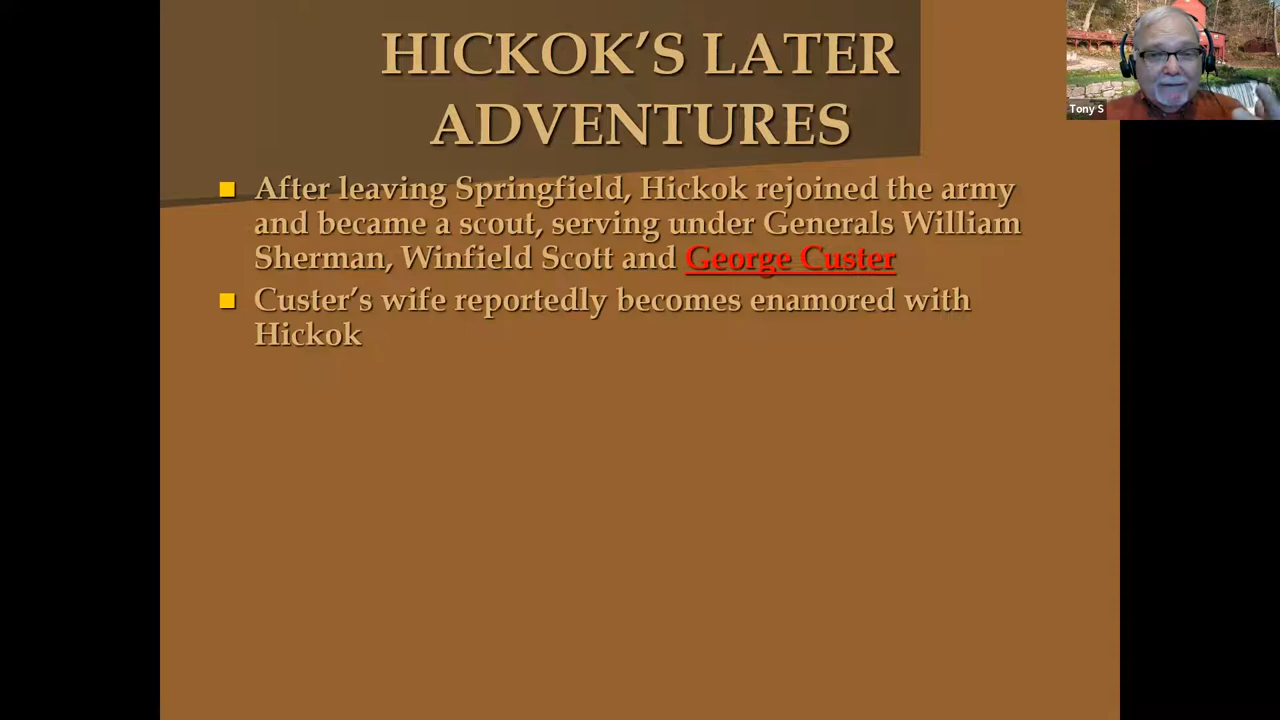 HICKOK’S LATER
ADVENTURES
After leaving Springfield, Hickok rejoined the army
and became a scout, serving under Generals William
Sherman, Winfield Scott and George Custer
Custer’s wife reportedly becomes enamored with
Hickok
Tony S